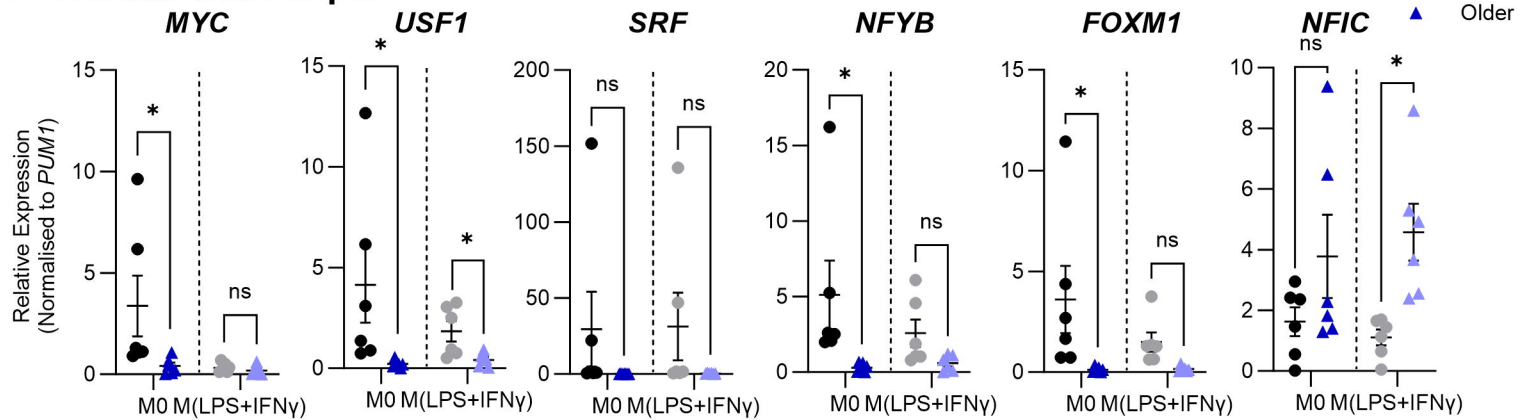 MYC USF1 SRF NFYB FOXM1 NFIC Older
Relative Expression
(Normalised to PUM1)
15
10
5
0
*
ns
M0 M(LPS+IFNγ)
15
10
5
0
*
*
M0 M(LPS+IFNγ)
200
150
100
50
0
ns
ns
M0 M(LPS+IFNγ)
20
15
10
5
0
*
ns
M0 M(LPS+IFNγ)
15
10
5
0
*
ns
M0 M(LPS+IFNγ)
10
8
6
4
2
0
ns
*
M0 M(LPS+IFNγ)